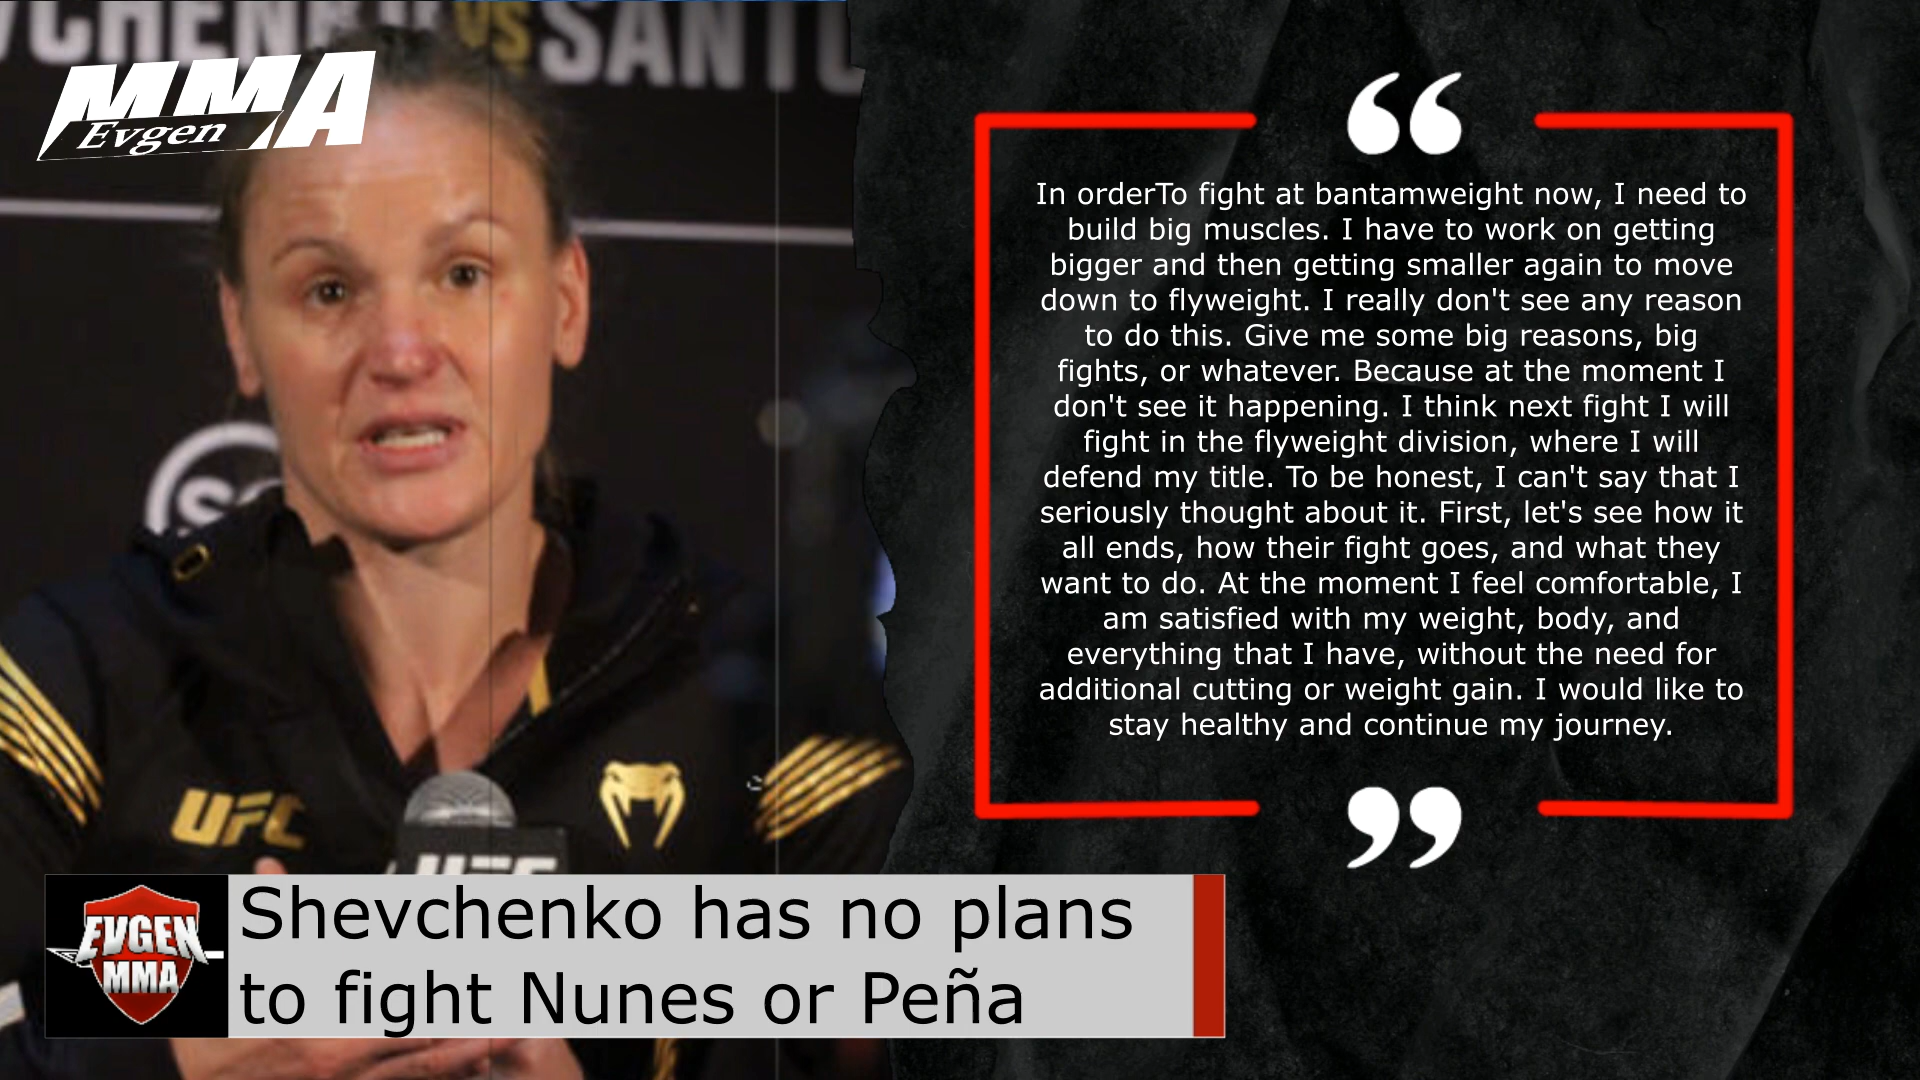 VCHENK vs SANTO
MMA
Evgen
In orderTo fight at bantamweight now, I need to
build big muscles. I have to work on getting
bigger and then getting smaller again to move
down to flyweight. I really don't see any reason
to do this. Give me some big reasons, big
fights, or whatever. Because at the moment I
don't see it happening. I think next fight I will
fight in the flyweight division, where I will
defend my title. To be honest, I can't say that I
seriously thought about it. First, let's see how it
all ends, how their fight goes, and what they
want to do. At the moment I feel comfortable, I
am satisfied with my weight, body, and
everything that I have, without the need for
additional cutting or weight gain. I would like to
stay healthy and continue my journey.
UFC
UFC
EVGEN
MMA
Shevchenko has no plans
to fight Nunes or Peña